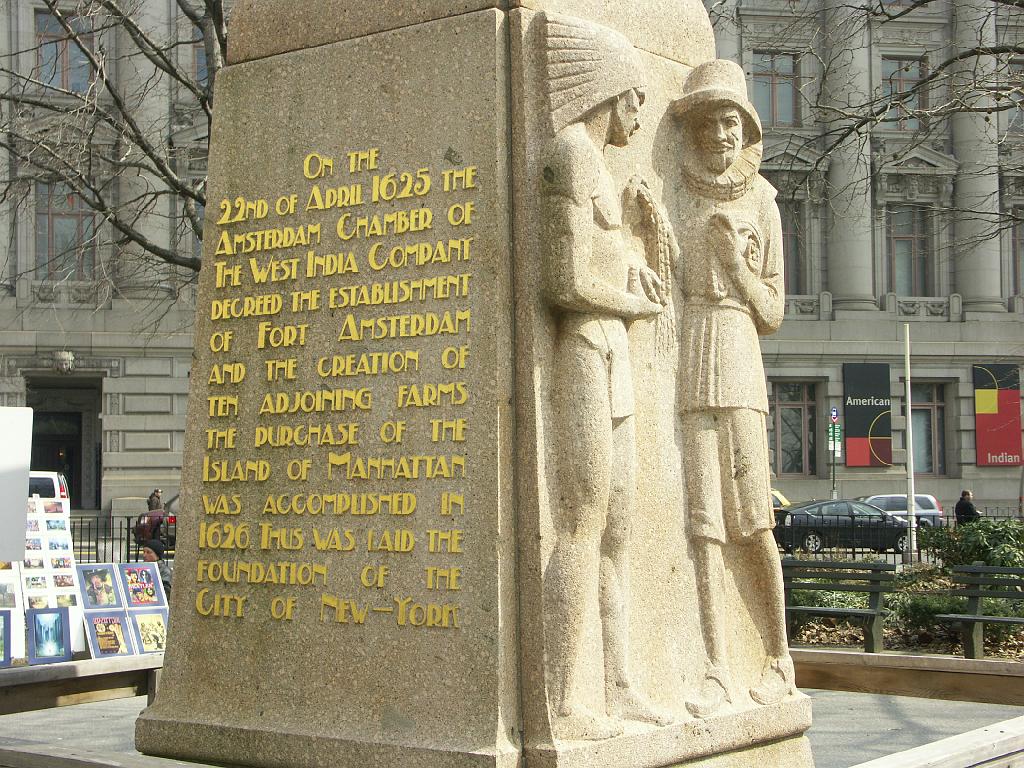 On the
22nd of April 1625 the
Amsterdam Chamber of
The West India Company
decreed the establishment
of Fort Amsterdam
and the creation of
ten adjoining farms
the purchase of the
Island of Manhattan
was accomplished in
1626 Thus was laid the
foundation of the
City of New-York
American
Indian